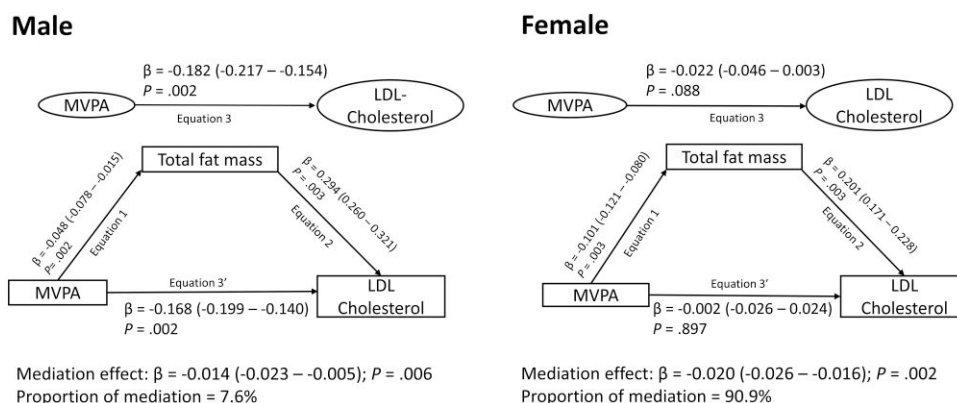 Male
β = -0.182 (-0.217 – -0.154)
P = .002
MVPA
LDL-
Cholesterol
Equation 3
Total fat mass
β = -0.048 (-0.078 – -0.015)
P = .002
Equation 1
β = 0.294 (0.260 – 0.321)
P = .003
Equation 2
MVPA
Equation 3’
LDL
Cholesterol
β = -0.168 (-0.199 – -0.140)
P = .002
Mediation effect: β = -0.014 (-0.023 – -0.005); P = .006
Proportion of mediation = 7.6%
Female
β = -0.022 (-0.046 – 0.003)
P = .088
MVPA
LDL
Cholesterol
Equation 3
Total fat mass
β = -0.101 (-0.121 – -0.080)
P = .003
Equation 1
β = 0.201 (0.171 – 0.228)
P = .003
Equation 2
MVPA
Equation 3’
LDL
Cholesterol
β = -0.002 (-0.026 – 0.024)
P = .897
Mediation effect: β = -0.020 (-0.026 – -0.016); P = .002
Proportion of mediation = 90.9%